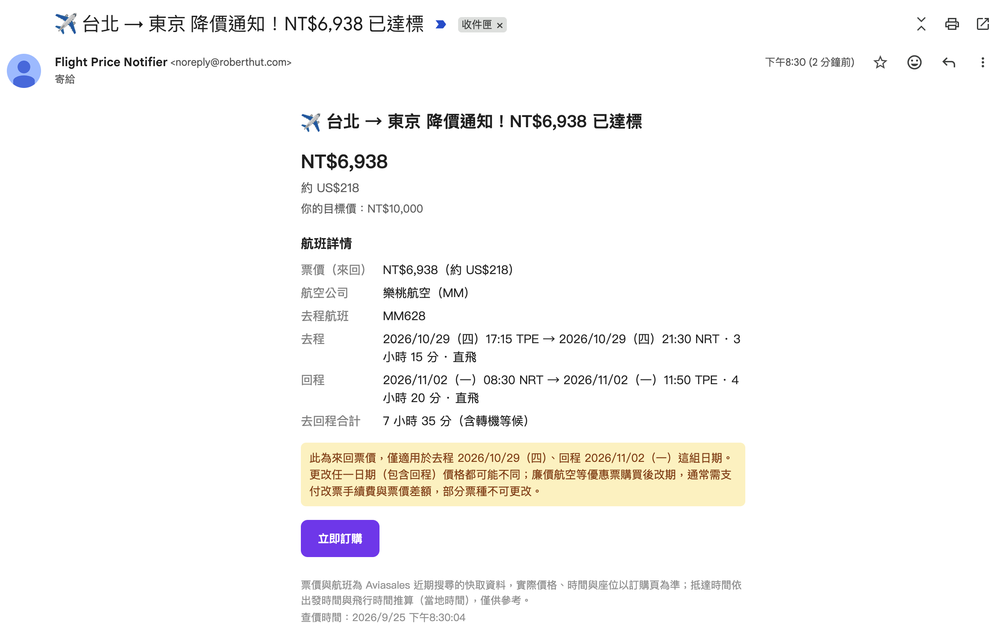 ✈️ 台北 → 東京 降價通知！NT$6,938 已達標 收件匣 ×
Flight Price Notifier <noreply@roberthut.com> 下午8:30 (2 分鐘前)
寄給
✈️ 台北 → 東京 降價通知！NT$6,938 已達標
NT$6,938
約 US$218
你的目標價：NT$10,000
航班詳情
票價（來回） NT$6,938（約 US$218）
航空公司 樂桃航空（MM）
去程航班 MM628
去程 2026/10/29（四）17:15 TPE → 2026/10/29（四）21:30 NRT · 3
小時 15 分 · 直飛
回程 2026/11/02（一）08:30 NRT → 2026/11/02（一）11:50 TPE · 4
小時 20 分 · 直飛
去回程合計 7 小時 35 分（含轉機等候）
此為來回票價，僅適用於去程 2026/10/29（四）、回程 2026/11/02（一）這組日期。
更改任一日期（包含回程）價格都可能不同；廉價航空等優惠票購買後改期，通常需支
付改票手續費與票價差額，部分票種不可更改。
立即訂購
票價與航班為 Aviasales 近期搜尋的快取資料，實際價格、時間與座位以訂購頁為準；抵達時間依
出發時間與飛行時間推算（當地時間），僅供參考。
查價時間：2026/9/25 下午8:30:04